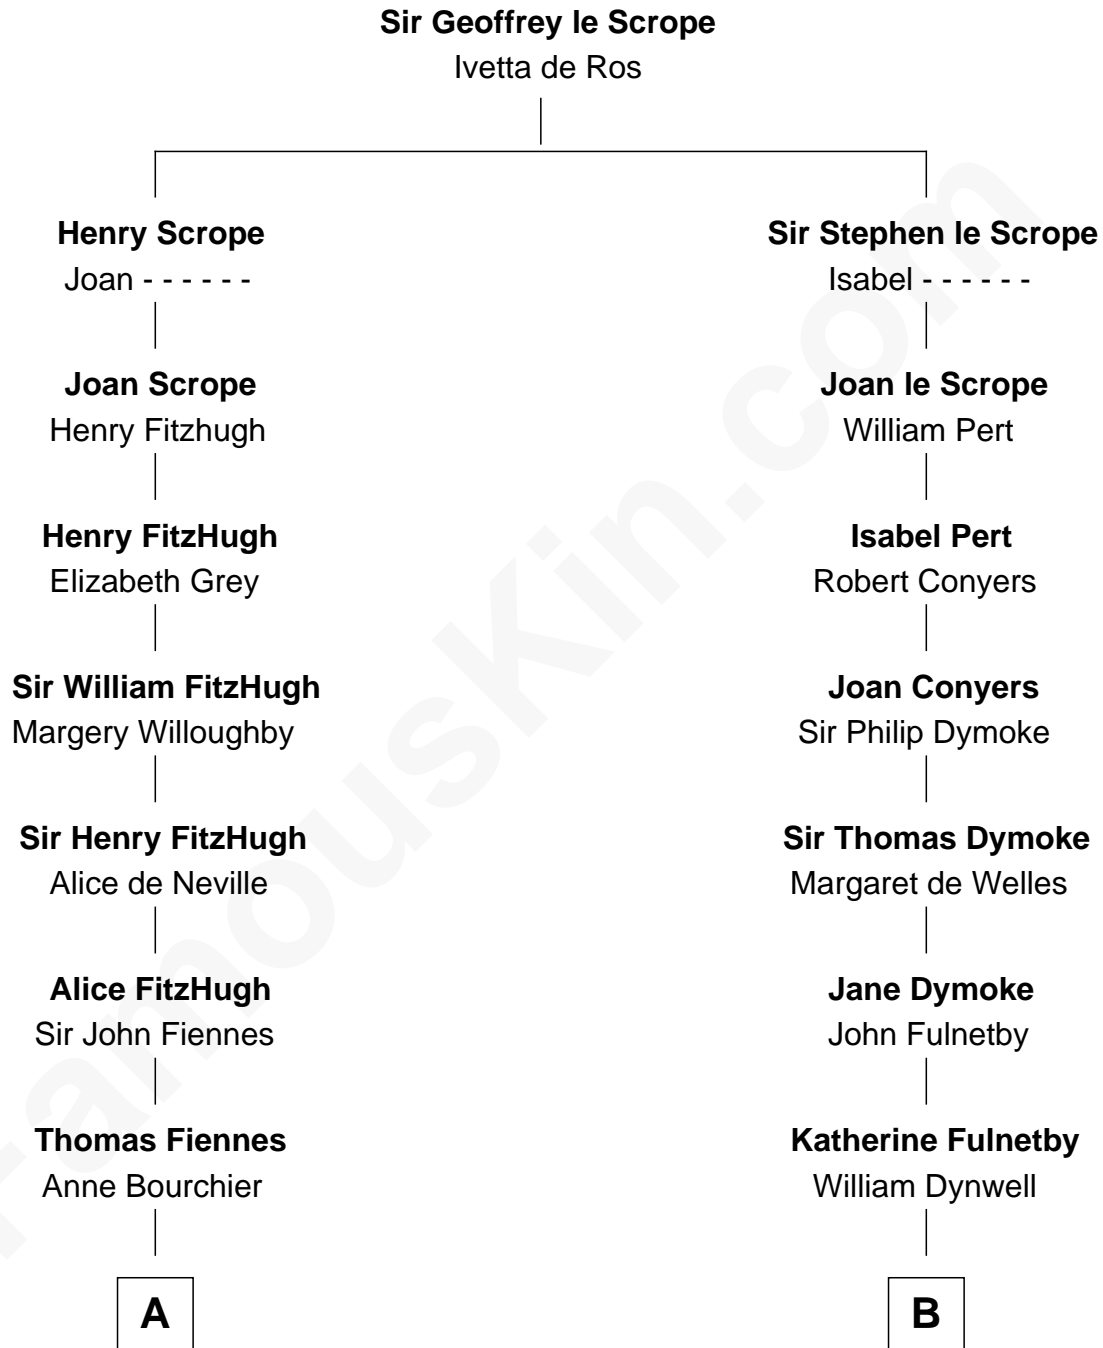 Sir Geoffrey le Scrope
Ivetta de Ros
Henry Scrope
Joan - - - - - -
Joan Scrope
Henry Fitzhugh
Henry FitzHugh
Elizabeth Grey
Sir William FitzHugh
Margery Willoughby
Sir Henry FitzHugh
Alice de Neville
Alice FitzHugh
Sir John Fiennes
Thomas Fiennes
Anne Bourchier
A
Sir Stephen le Scrope
Isabel - - - - - -
Joan le Scrope
William Pert
Isabel Pert
Robert Conyers
Joan Conyers
Sir Philip Dymoke
Sir Thomas Dymoke
Margaret de Welles
Jane Dymoke
John Fulnetby
Katherine Fulnetby
William Dynwell
B
FamousKin.com